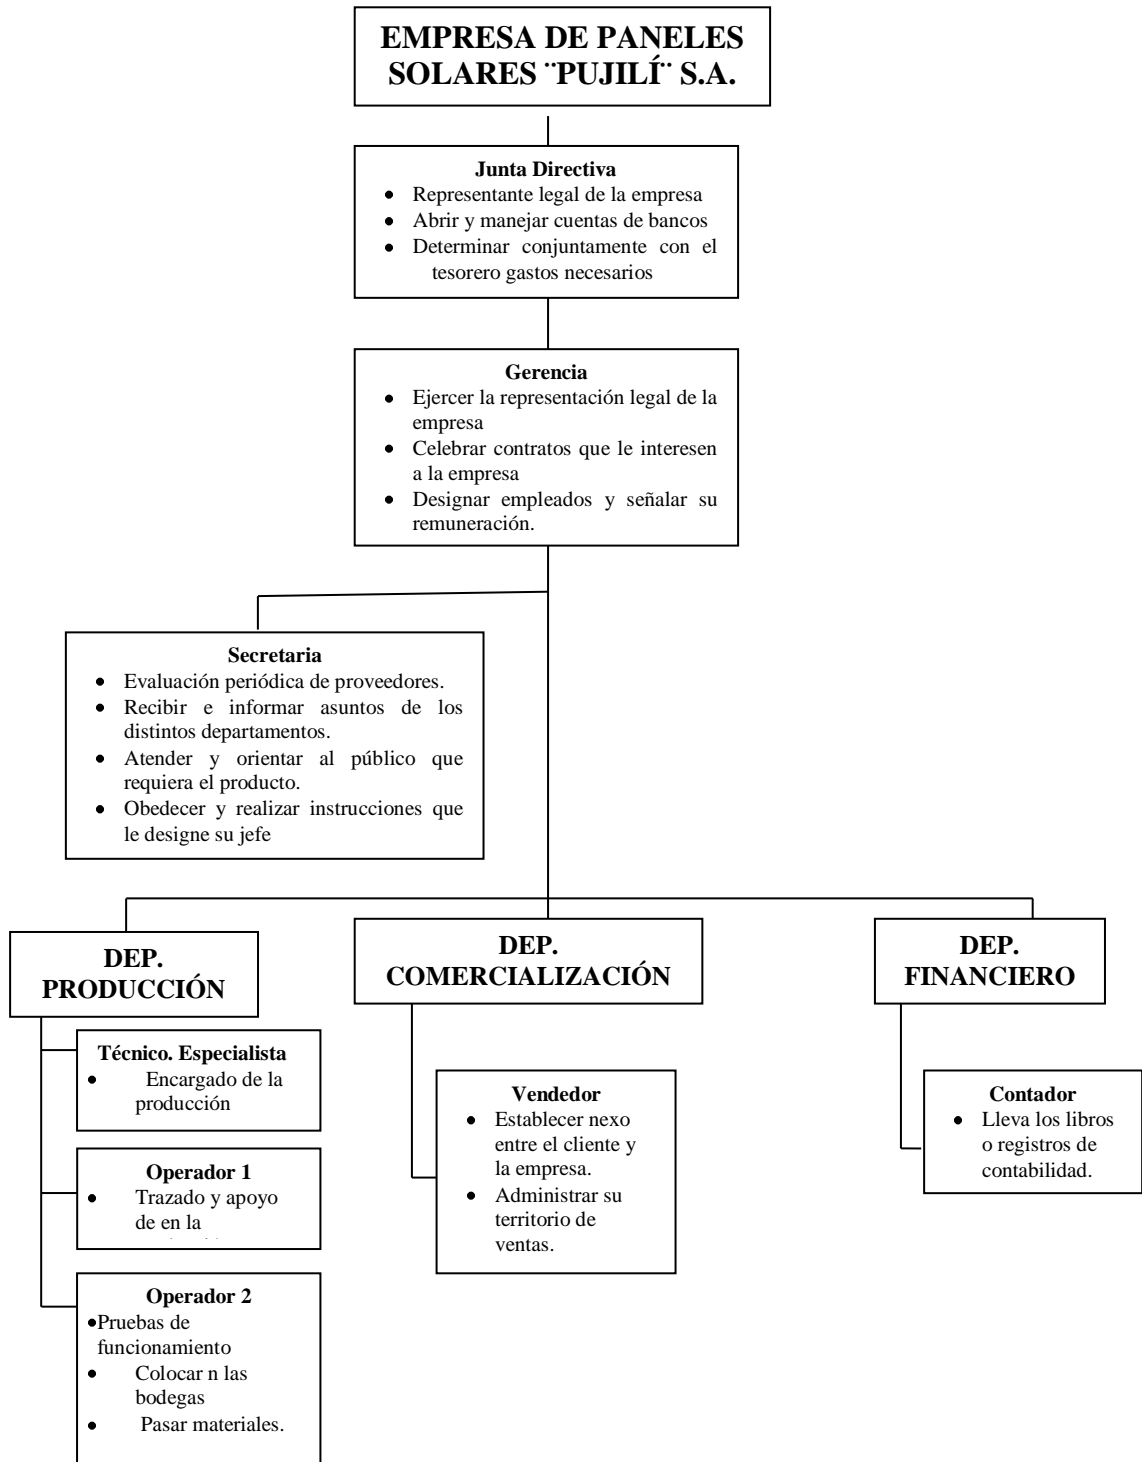 EMPRESA DE PANELES
SOLARES ¨PUJILÍ¨ S.A.
Junta Directiva
• Representante legal de la empresa
• Abrir y manejar cuentas de bancos
• Determinar conjuntamente con el
tesorero gastos necesarios
Gerencia
• Ejercer la representación legal de la
empresa
• Celebrar contratos que le interesen
a la empresa
• Designar empleados y señalar su
remuneración.
Secretaria
• Evaluación periódica de proveedores.
• Recibir e informar asuntos de los
distintos departamentos.
• Atender y orientar al público que
requiera el producto.
• Obedecer y realizar instrucciones que
le designe su jefe
DEP.
PRODUCCIÓN
Técnico. Especialista
• Encargado de la
producción
Operador 1
• Trazado y apoyo
de en la
Operador 2
•Pruebas de
funcionamiento
• Colocar n las
bodegas
• Pasar materiales.
DEP.
COMERCIALIZACIÓN
Vendedor
• Establecer nexo
entre el cliente y
la empresa.
• Administrar su
territorio de
ventas.
DEP.
FINANCIERO
Contador
• Lleva los libros
o registros de
contabilidad.